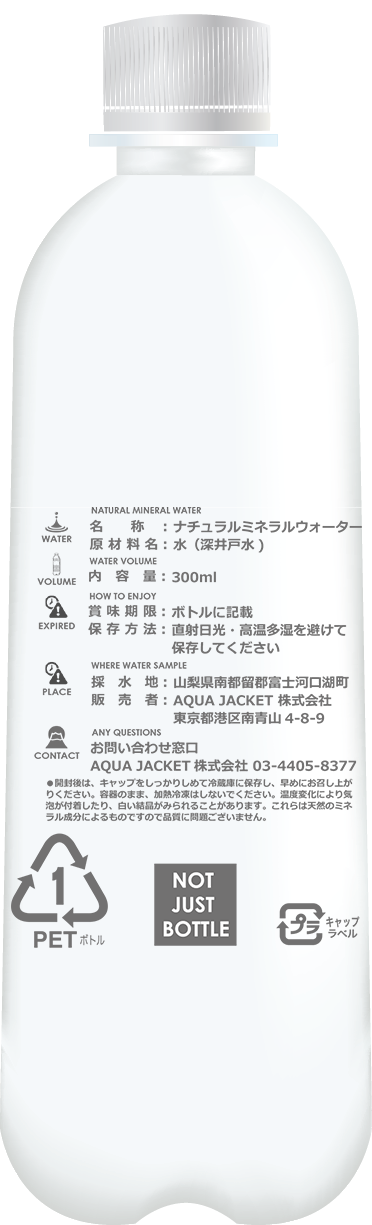 NATURAL MINERAL WATER
名称：ナチュラルミネラルウォーター
WATER
原材料名：水（深井戸水）
WATER VOLUME
VOLUME
内容量：300ml
HOW TO ENJOY
賞味期限：ボトルに記載
EXPIRED
保存方法：直射日光・高温多湿を避けて
保存してください
WHERE WATER SAMPLE
採水地：山梨県南都留郡富士河口湖町
PLACE
販売者：AQUA JACKET 株式会社
東京都港区南青山 4-8-9
ANY QUESTIONS
お問い合わせ窓口
CONTACT
AQUA JACKET 株式会社 03-4405-8377
●開封後は、キャップをしっかりしめて冷蔵庫に保存し、早めにお召し上が
りください。容器のまま、加熱冷凍はしないでください。温度変化により気
泡が付着したり、白い結晶がみられることがあります。これらは天然のミネ
ラル成分によるものですので品質に問題ございません。
1
PET ボトル
NOT
JUST
BOTTLE
プラ
キャップ
ラベル